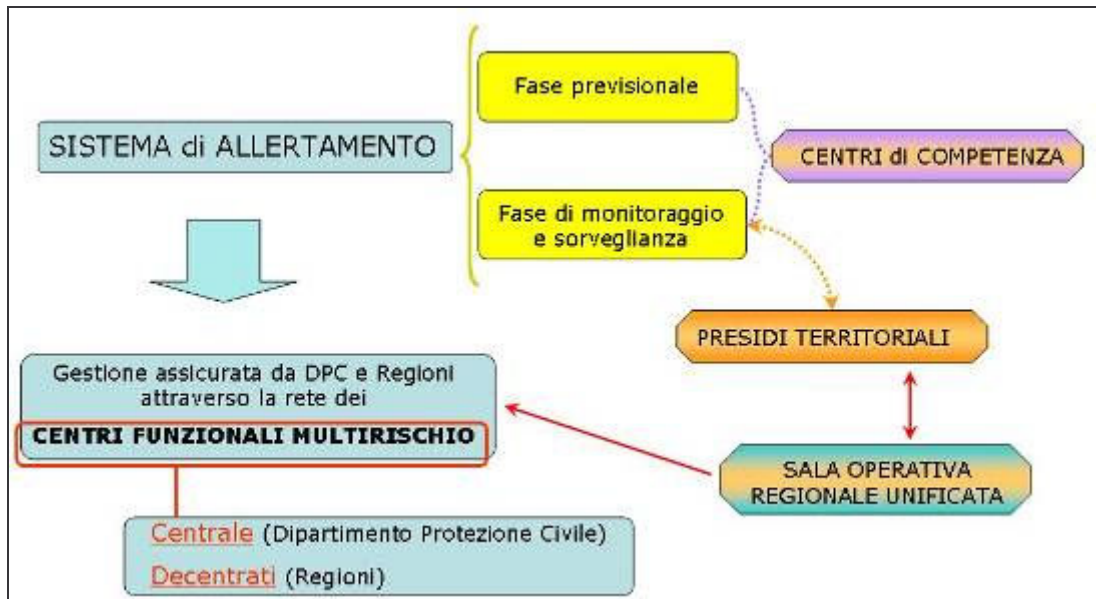 SISTEMA di ALLERTAMENTO
Fase previsionale
Fase di monitoraggio
e sorveglianza
CENTRI di COMPETENZA
PRESIDI TERRITORIALI
Gestione assicurata da DPC e Regioni
attraverso la rete dei
CENTRI FUNZIONALI MULTIRISCHIO
SALA OPERATIVA
REGIONALE UNIFICATA
Centrale (Dipartimento Protezione Civile)
Decentrati (Regioni)